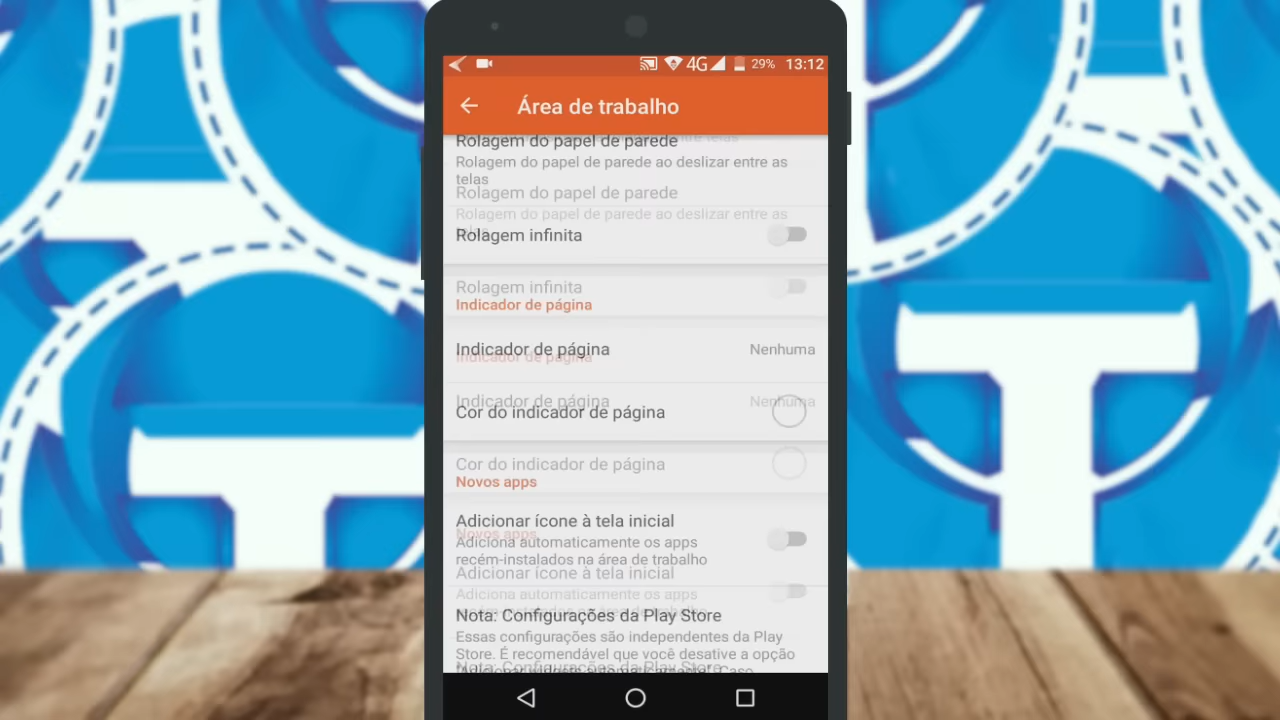 4G 29% 13:12
Área de trabalho
Rolagem do papel de parede
Rolagem do papel de parede ao deslizar entre as
telas
Rolagem do papel de parede
Rolagem do papel de parede ao deslizar entre as
Rolagem infinita
Rolagem infinita
Indicador de página
Indicador de página Nenhuma
Indicador de página
Indicador de página Nenhuma
Cor do indicador de página
Cor do indicador de página
Novos apps
Adicionar ícone à tela inicial
Novos apps
Adiciona automaticamente os apps
recém-instalados na área de trabalho
Adicionar ícone à tela inicial
Adiciona automaticamente os apps
Nota: Configurações da Play Store
Essas configurações são independentes da Play
Store. É recomendável que você desative a opção
Nota: Configurações da Play Store